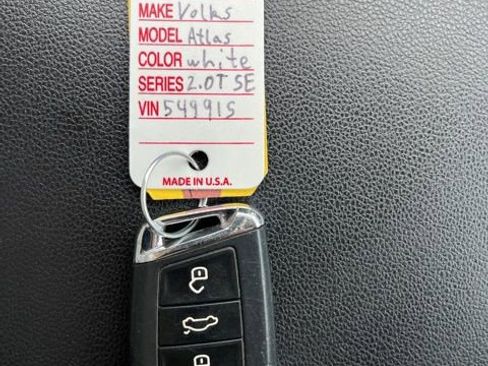 MAKE Volks
MODEL Atlas
COLOR white
SERIES 2.0T SE
VIN 549915
MADE IN U.S.A.